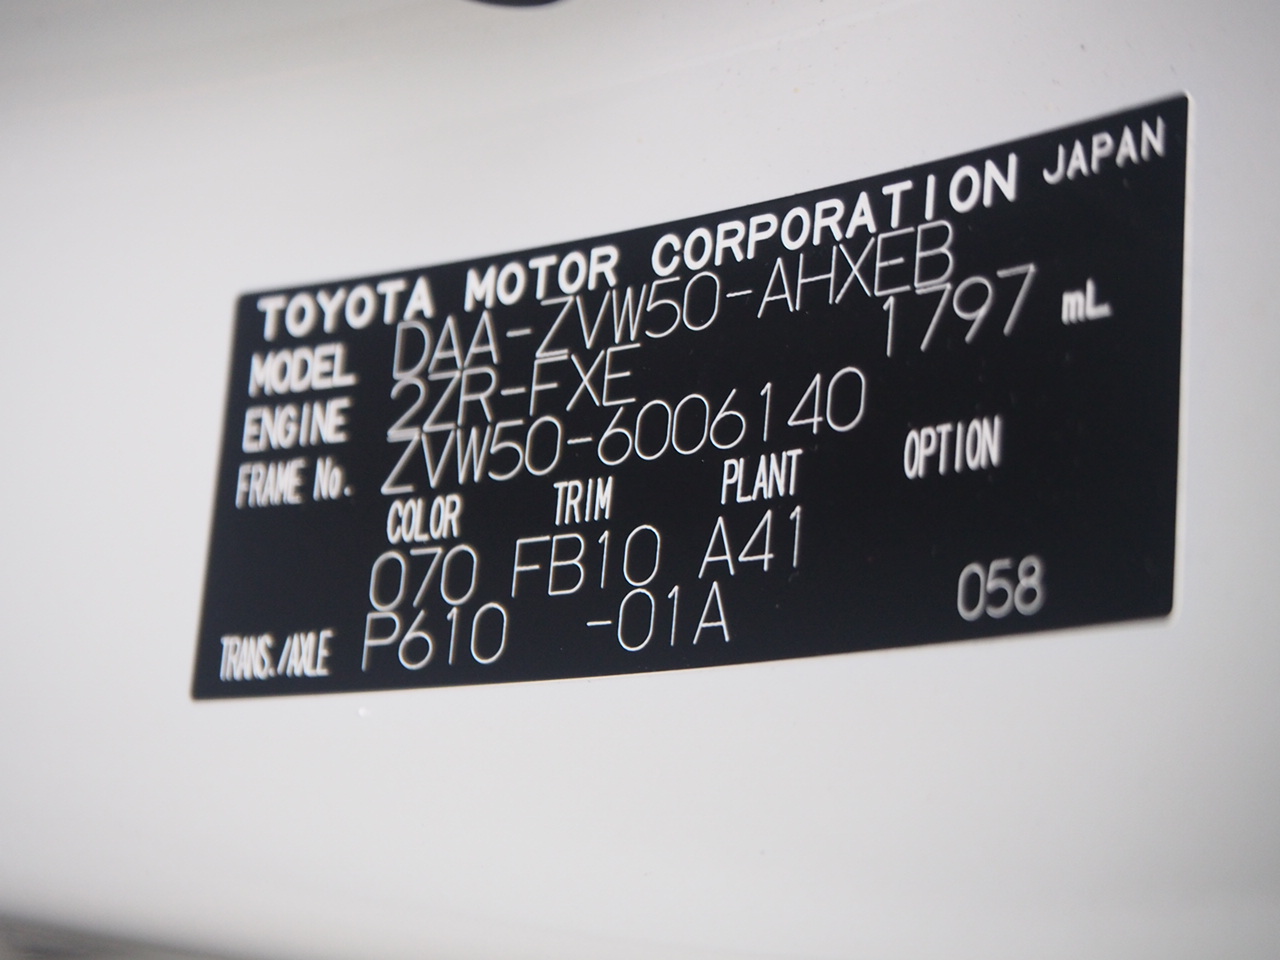 TOYOTA MOTOR CORPORATION JAPAN
MODEL DAA-ZVW50-AHXEB
ENGINE 2ZR-FXE 1797 mL
FRAME No. ZVW50-6006140
COLOR TRIM PLANT OPTION
070 FB10 A41
TRANS./AXLE P610 -01A 058